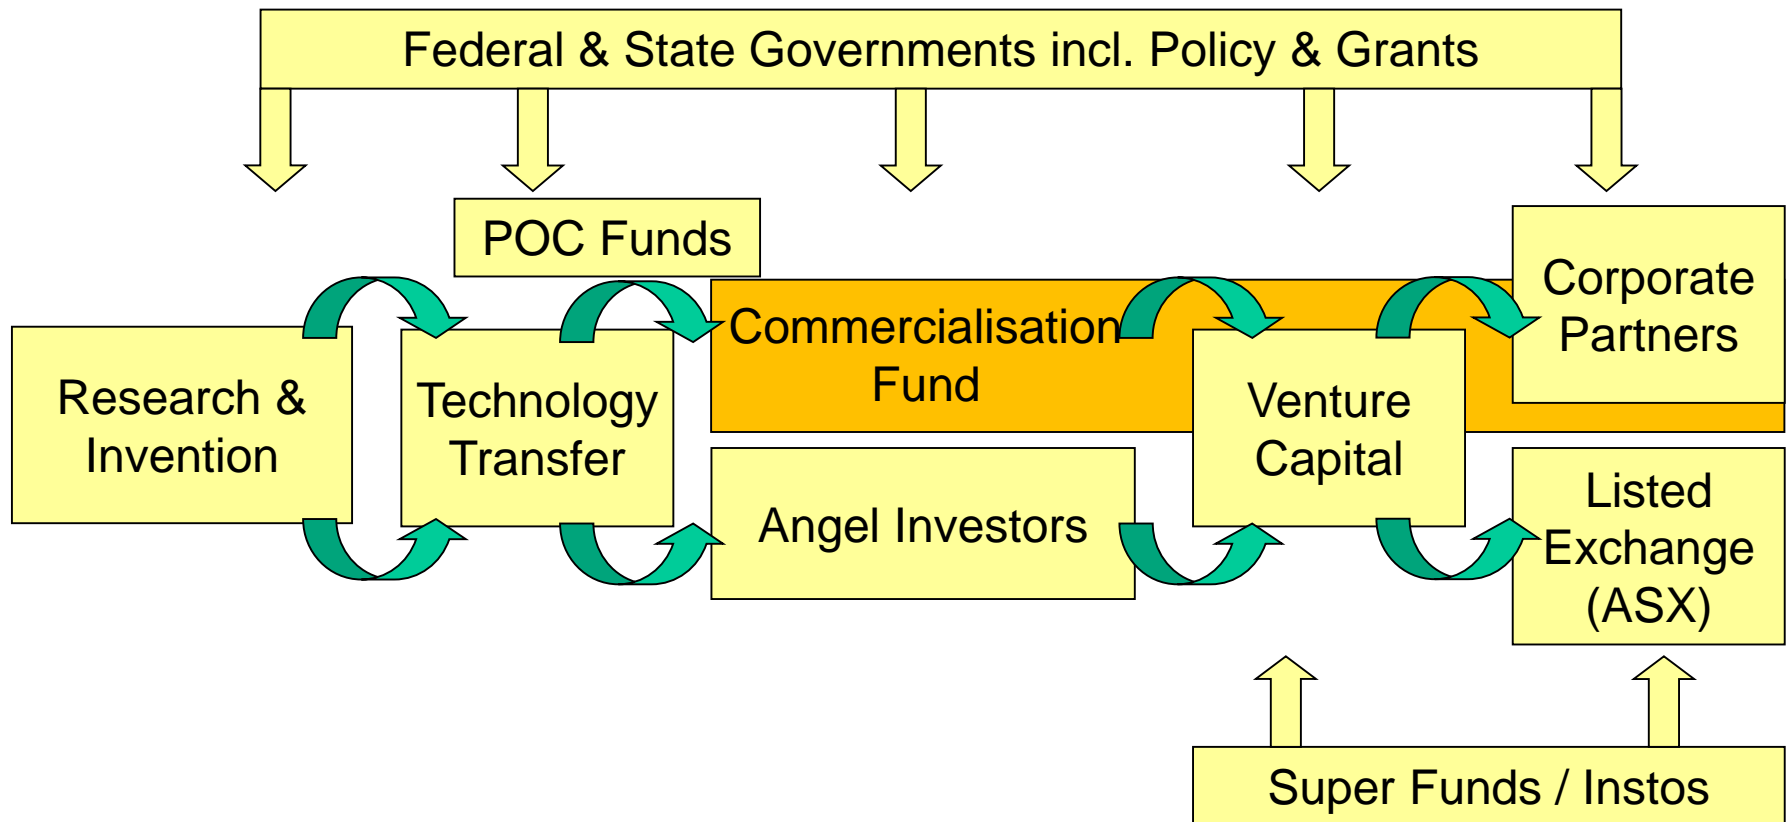 Federal & State Governments incl. Policy & Grants
POC Funds
Corporate
Partners
Commercialisation
Fund
Research &
Invention
Technology
Transfer
Venture
Capital
Angel Investors
Listed
Exchange
(ASX)
Super Funds / Instos